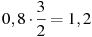 0,8 · 3/2 = 1,2